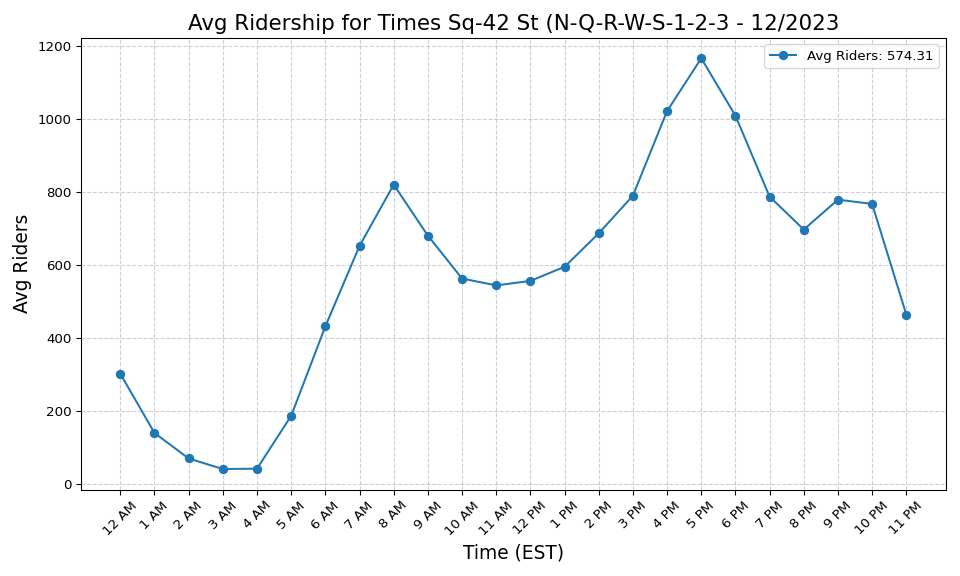 Avg Ridership for Times Sq-42 St (N-Q-R-W-S-1-2-3 - 12/2023
Avg Riders: 574.31
1200
1000
800
600
400
200
0
Avg Riders
12 AM
1 AM
2 AM
3 AM
4 AM
5 AM
6 AM
7 AM
8 AM
9 AM
10 AM
11 AM
12 PM
1 PM
2 PM
3 PM
4 PM
5 PM
6 PM
7 PM
8 PM
9 PM
10 PM
11 PM
Time (EST)